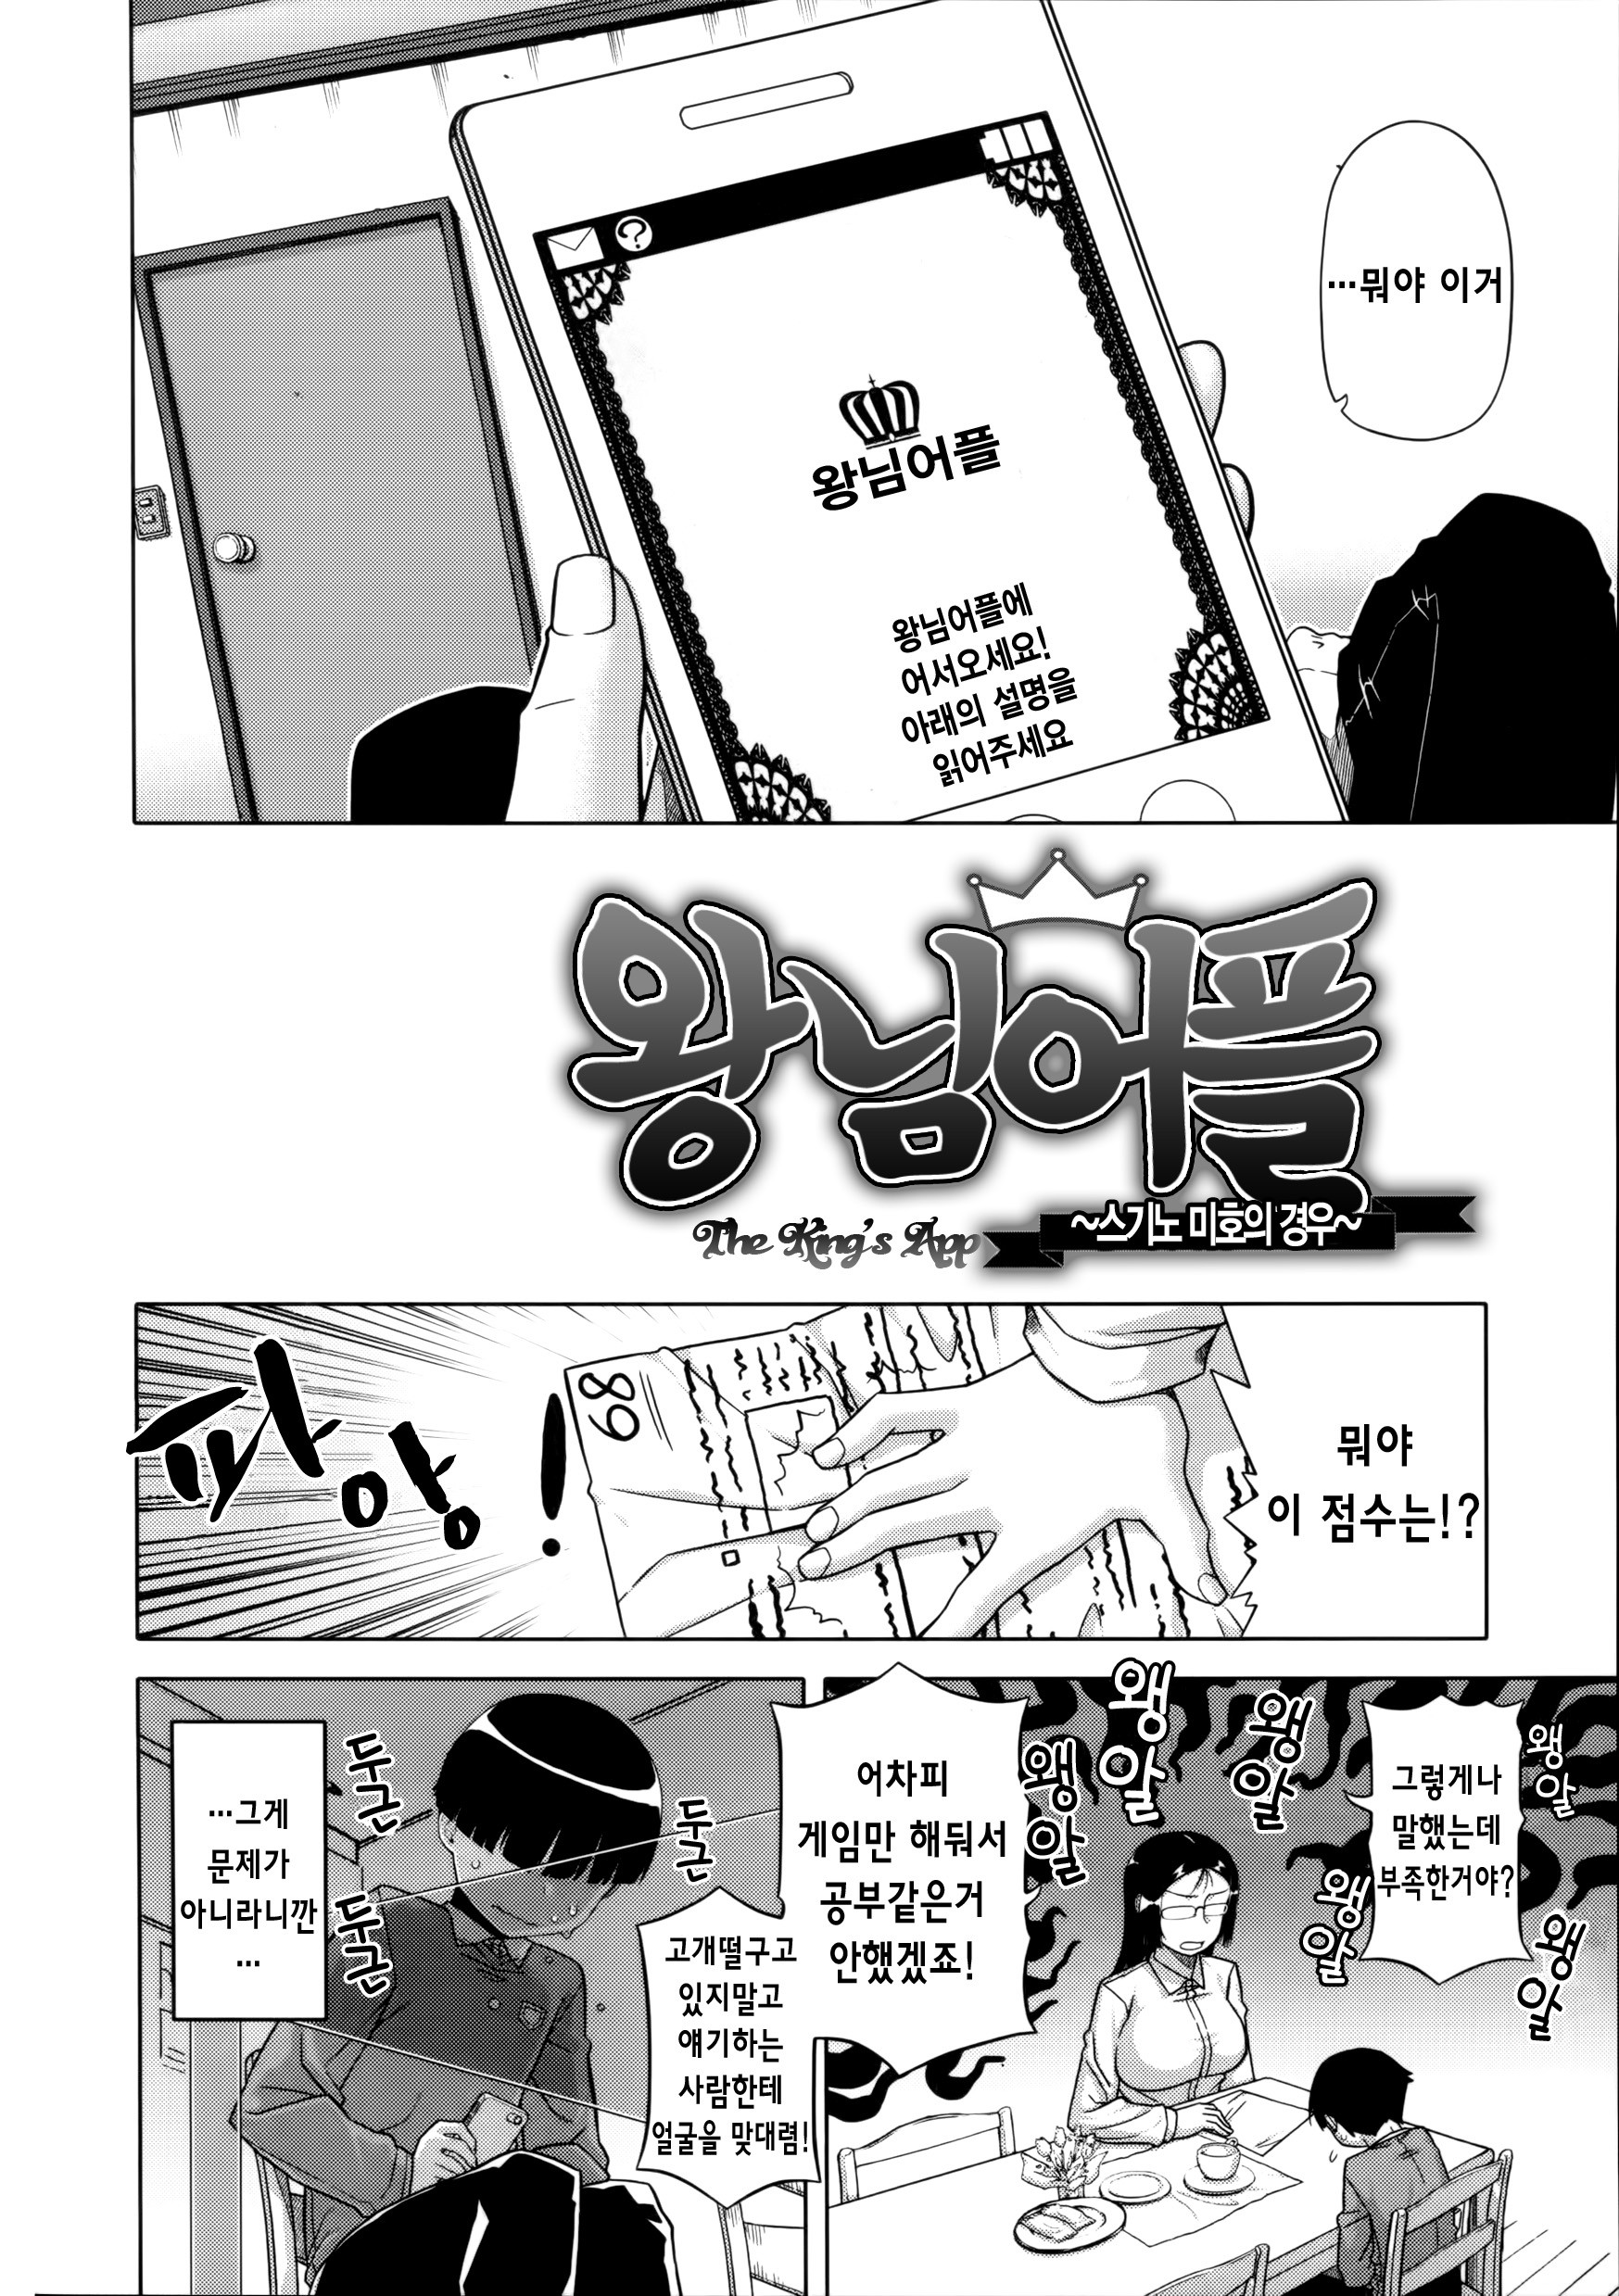 …뭐야 이거
왕님어플
왕님어플에
어서오세요!
아래의 설명을
읽어주세요
왕님어플
The King's App
~스기노 미호의 경우~
뭐야
이 점수는!?
68
파앙!
그렇게나
말했는데
부족한거야?
왱알
왱알
왱알
왱알
왱알
왱알
어차피
게임만 해둬서
공부같은거
안했겠죠!
고개떨구고
있지말고
얘기하는
사람한테
얼굴을 맞대렴!
두근
두근
두근
…그게
문제가
아니라니깐
…